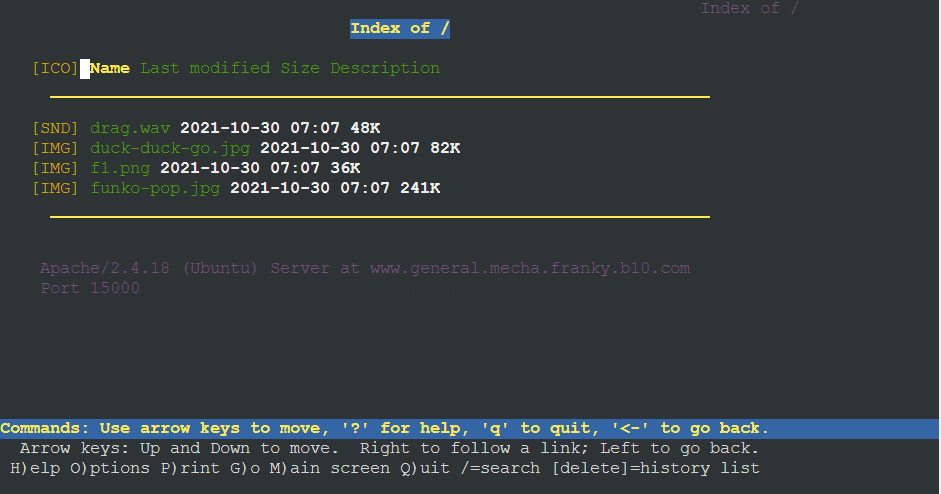 Index of /
Index of /
[ICO] Name Last modified Size Description
[SND] drag.wav 2021-10-30 07:07 48K
[IMG] duck-duck-go.jpg 2021-10-30 07:07 82K
[IMG] f1.png 2021-10-30 07:07 36K
[IMG] funko-pop.jpg 2021-10-30 07:07 241K
Apache/2.4.18 (Ubuntu) Server at www.general.mecha.franky.b10.com
Port 15000
Commands: Use arrow keys to move, '?' for help, 'q' to quit, '<-' to go back.
Arrow keys: Up and Down to move.  Right to follow a link; Left to go back.
H)elp O)ptions P)rint G)o M)ain screen Q)uit /=search [delete]=history list